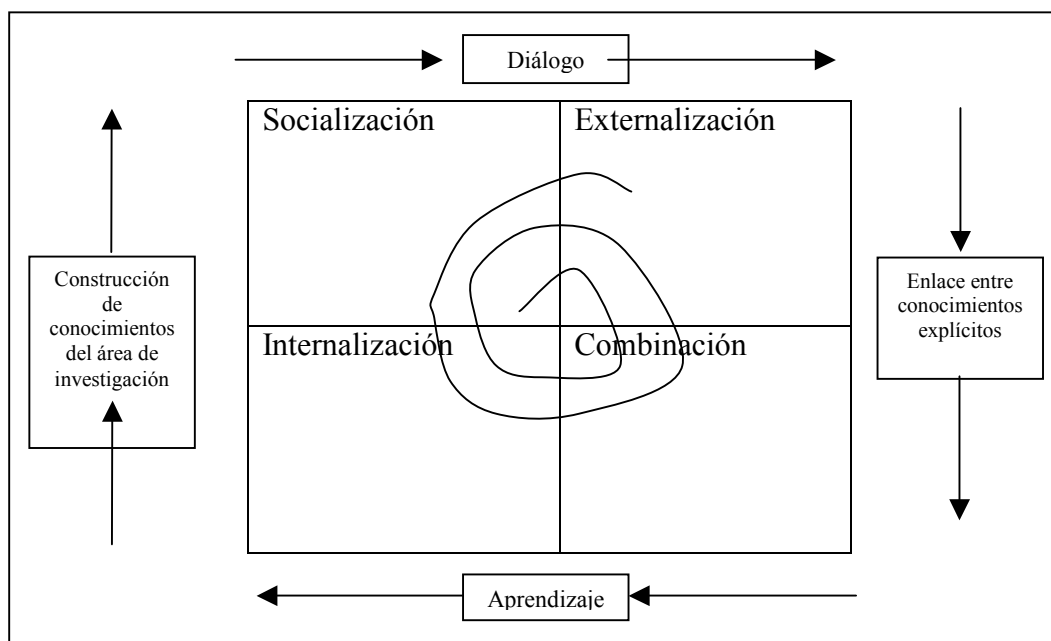 Diálogo
Socialización
Externalización
Construcción
de
conocimientos
del área de
investigación
Enlace entre
conocimientos
explícitos
Internalización
Combinación
Aprendizaje